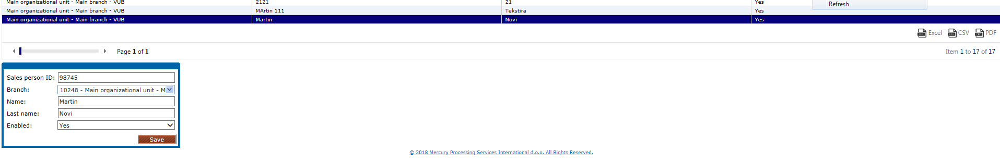 Main organizational unit - Main branch - VUB 2121 21 Yes
Refresh
Main organizational unit - Main branch - VUB MArtin 111 Tekstira Yes
Main organizational unit - Main branch - VUB Martin Novi Yes
Excel CSV PDF
Page 1 of 1 Item 1 to 17 of 17
Sales person ID: 98745
Branch: 10248 - Main organizational unit - M
Name: Martin
Last name: Novi
Enabled: Yes
Save
© 2018 Mercury Processing Services International d.o.o. All Rights Reserved.